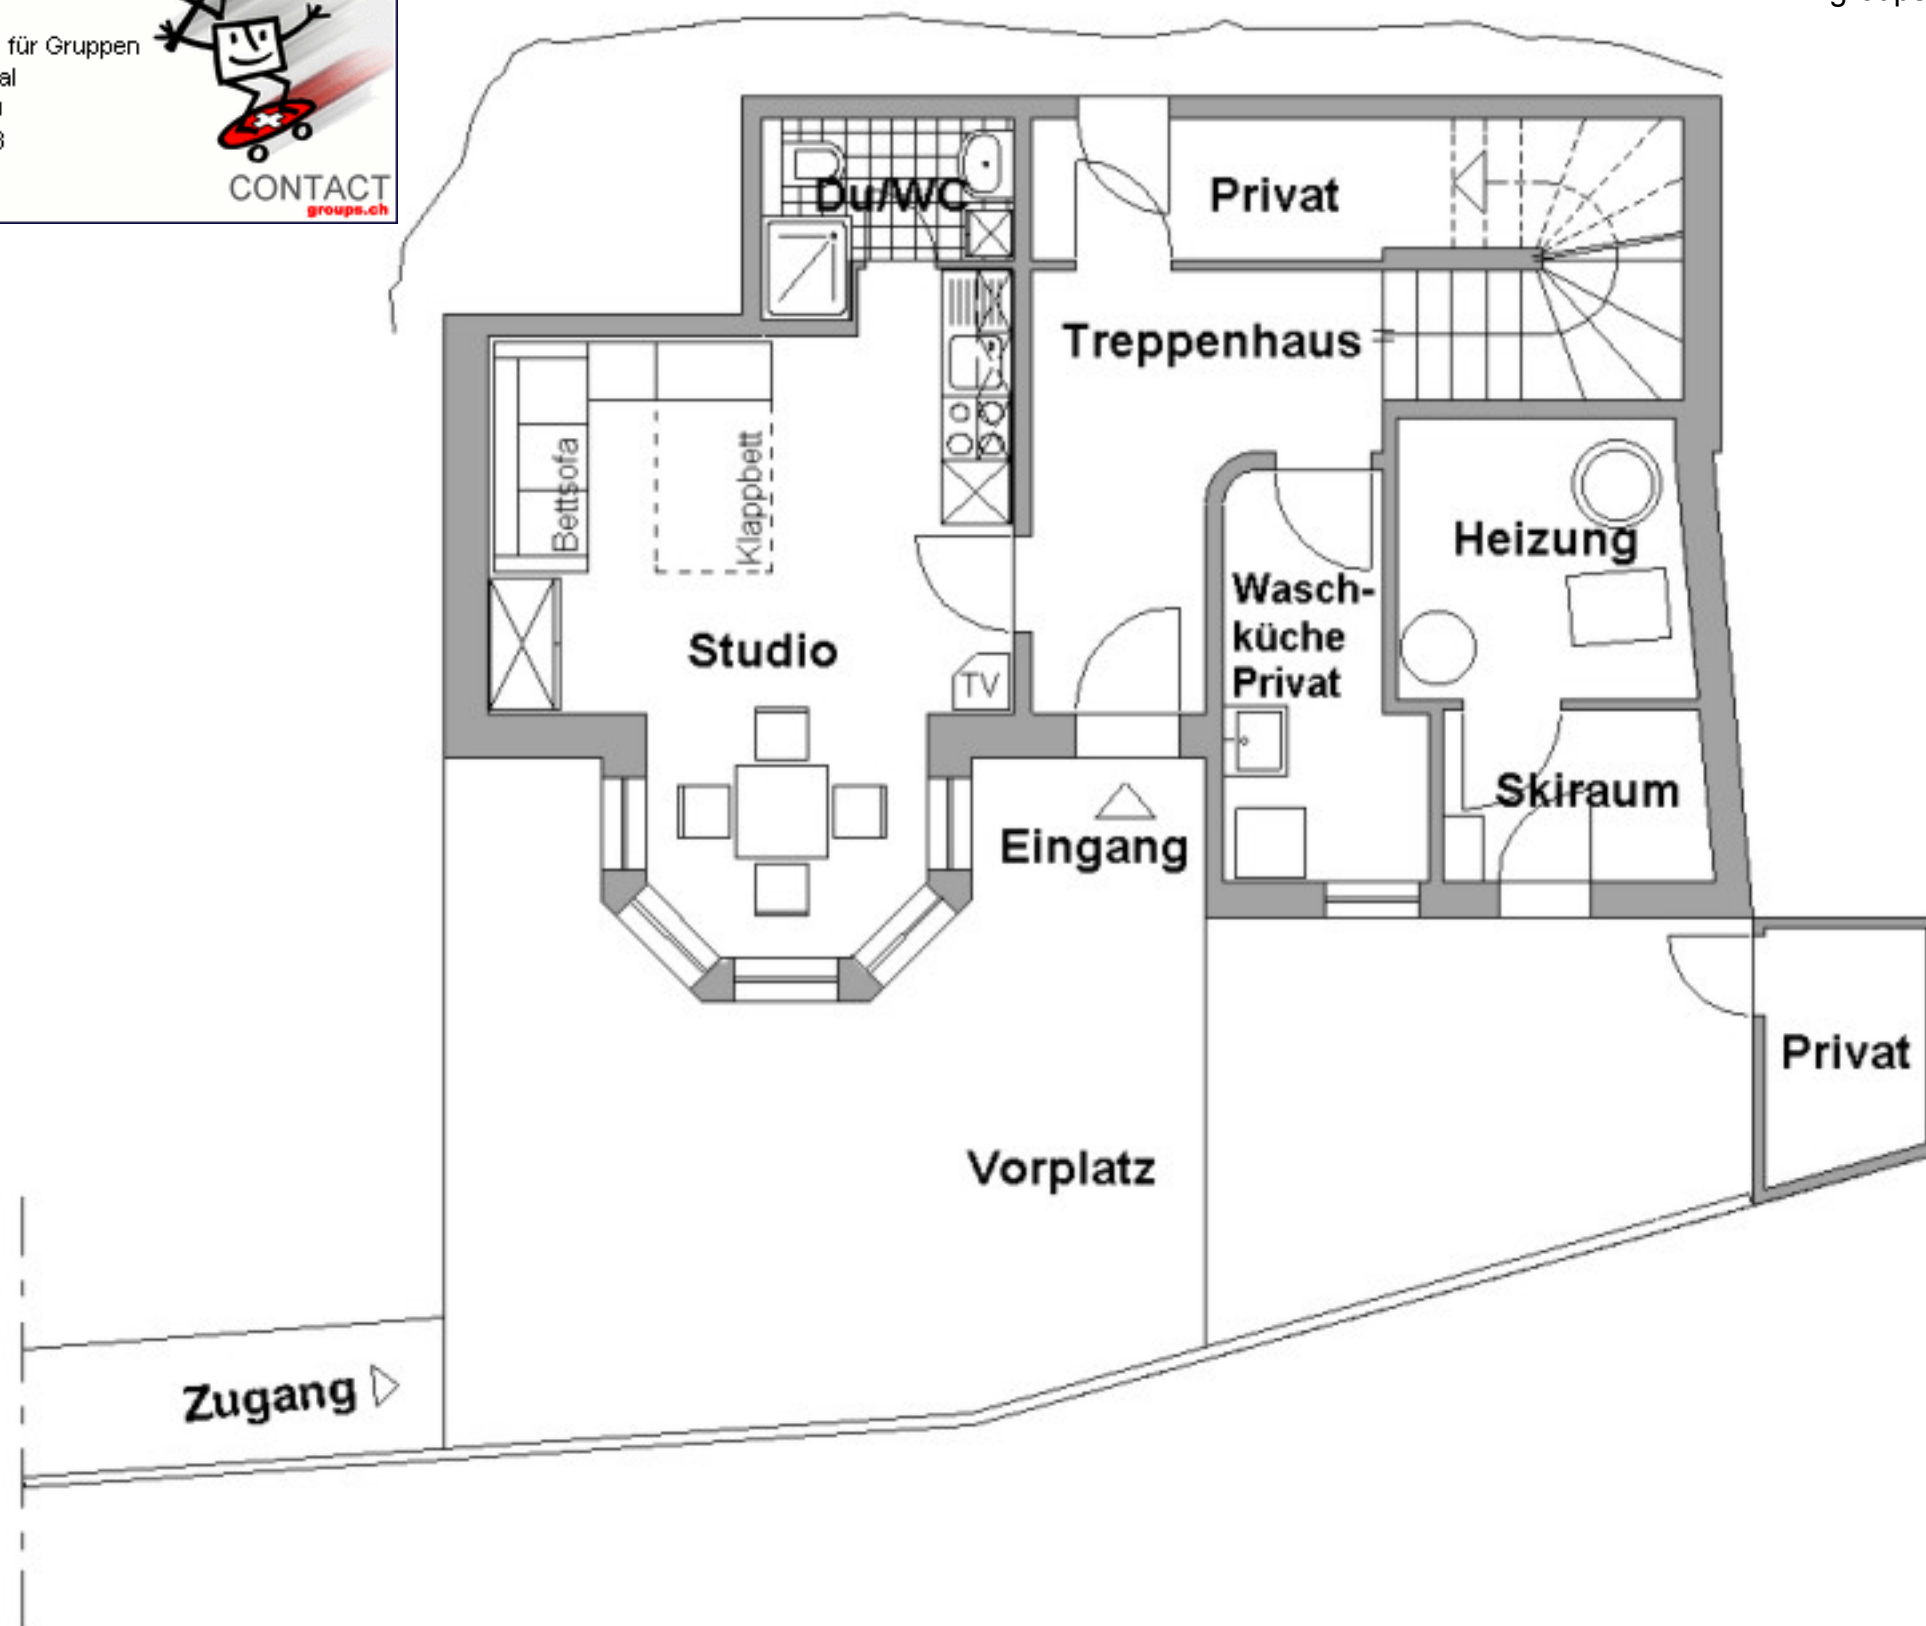 für Gruppen
CONTACT
groups.ch
groups
Du/WC
Privat
Treppenhaus
Bettsofa
Klappbett
Heizung
Wasch-
küche
Privat
Studio
TV
Skiraum
Eingang
Privat
Vorplatz
Zugang